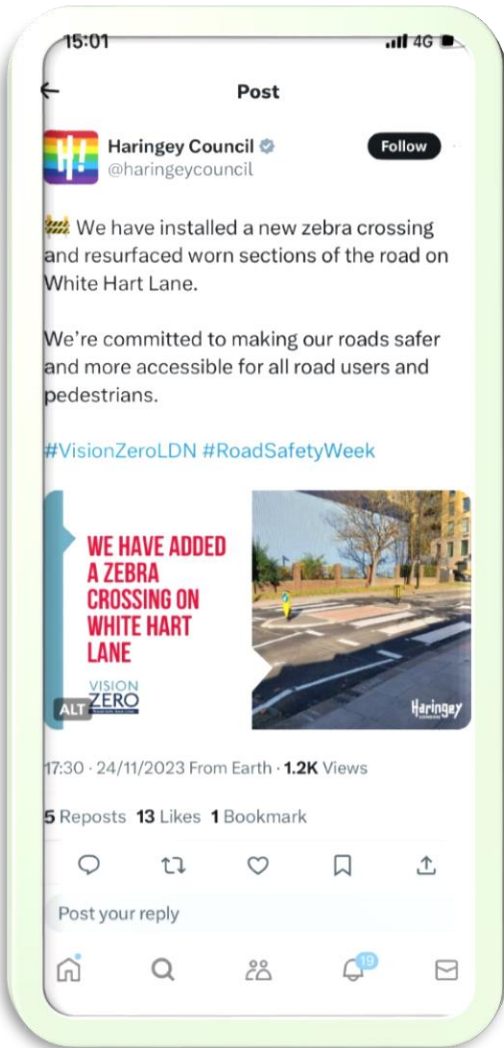 15:01
4G
Post
Haringey Council
@haringeycouncil
Follow
🚧 We have installed a new zebra crossing
and resurfaced worn sections of the road on
White Hart Lane.
We’re committed to making our roads safer
and more accessible for all road users and
pedestrians.
#VisionZeroLDN #RoadSafetyWeek
WE HAVE ADDED
A ZEBRA
CROSSING ON
WHITE HART
LANE
VISION
ZERO
ALT
Haringey
17:30 · 24/11/2023 From Earth · 1.2K Views
5 Reposts 13 Likes 1 Bookmark
Post your reply
19